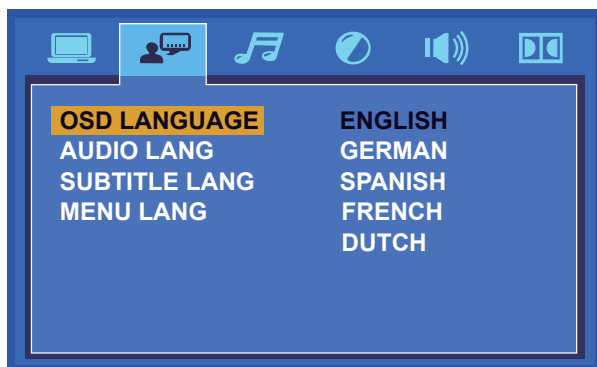 OSD LANGUAGE ENGLISH
AUDIO LANG GERMAN
SUBTITLE LANG SPANISH
MENU LANG FRENCH
DUTCH